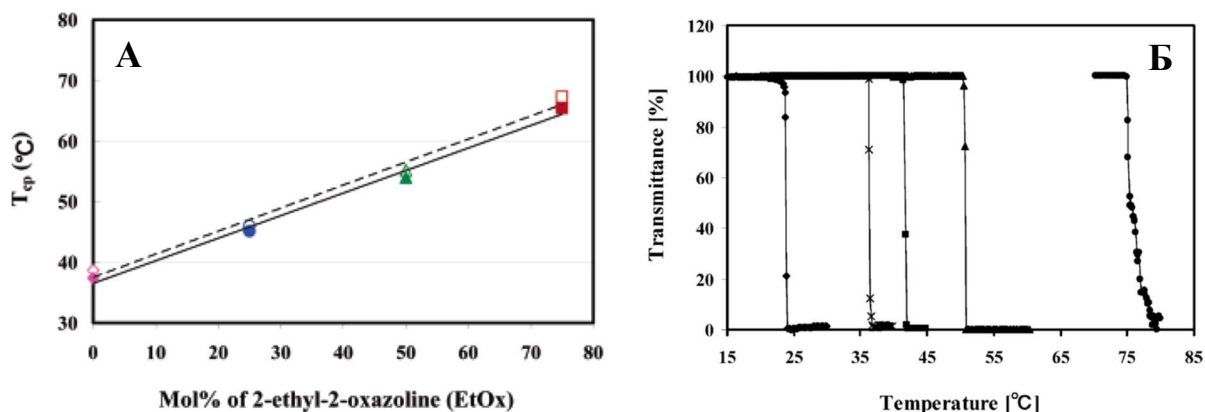 А
80
70
60
50
40
30
T_cp (℃)
0 10 20 30 40 50 60 70 80
Mol% of 2-ethyl-2-oxazoline (EtOx)
Б
120
100
80
60
40
20
0
Transmittance [%]
15 25 35 45 55 65 75 85
Temperature [℃]